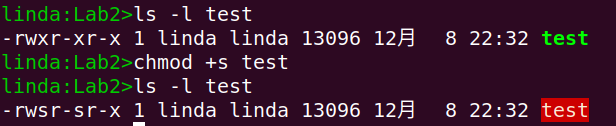 linda:Lab2>ls -l test
-rwxr-xr-x 1 linda linda 13096 12月  8 22:32 test
linda:Lab2>chmod +s test
linda:Lab2>ls -l test
-rwsr-sr-x 1 linda linda 13096 12月  8 22:32 test